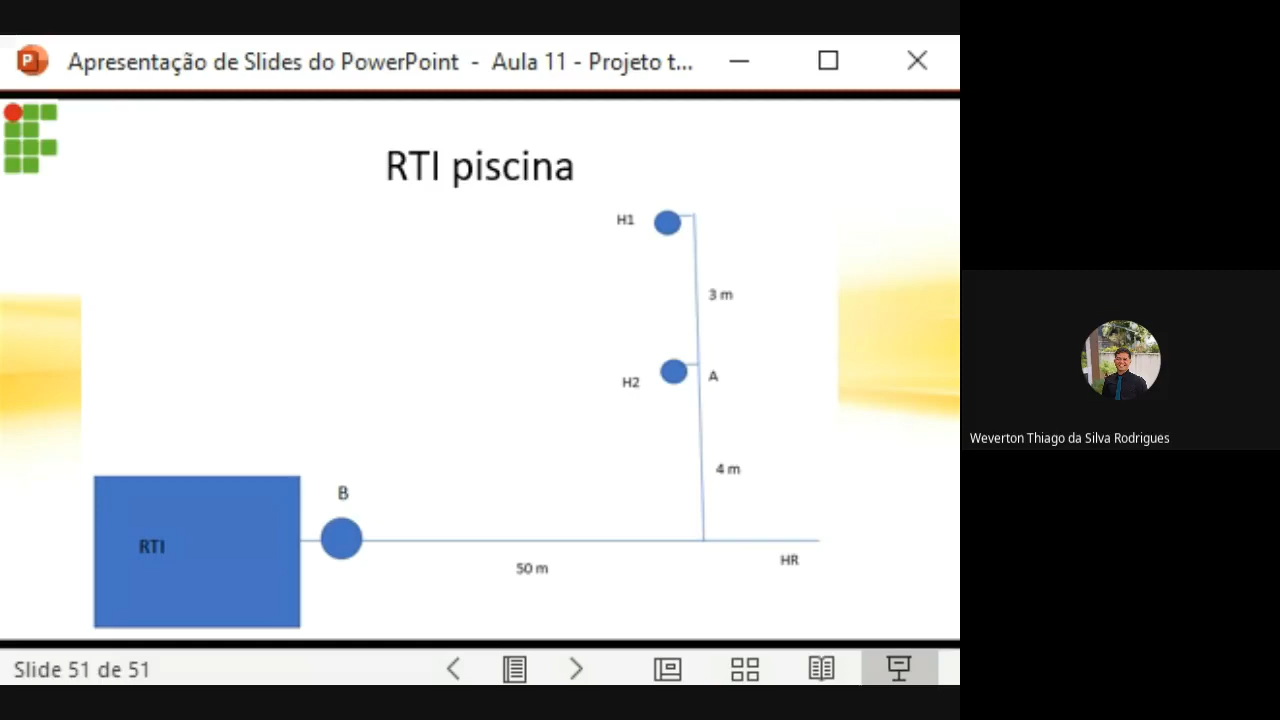 Apresentação de Slides do PowerPoint - Aula 11 - Projeto t...
RTI piscina
H1
3 m
H2
A
4 m
B
RTI
50 m
HR
Weverton Thiago da Silva Rodrigues
Slide 51 de 51